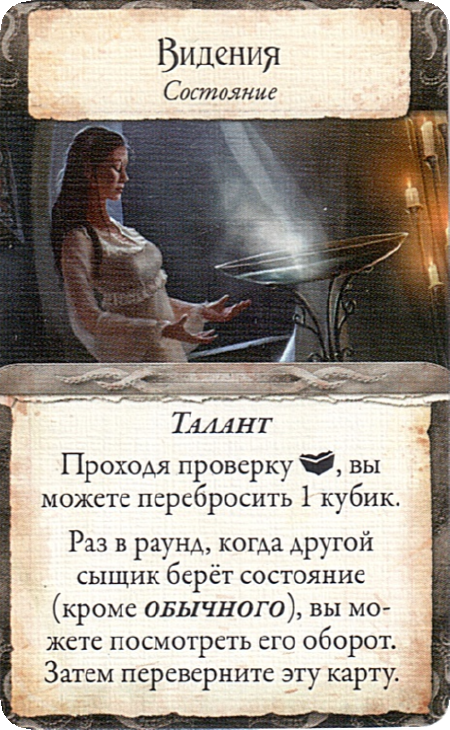 Видения
Состояние
Талант
Проходя проверку , вы
можете перебросить 1 кубик.
Раз в раунд, когда другой
сыщик берёт состояние
(кроме обычного), вы мо-
жете посмотреть его оборот.
Затем переверните эту карту.